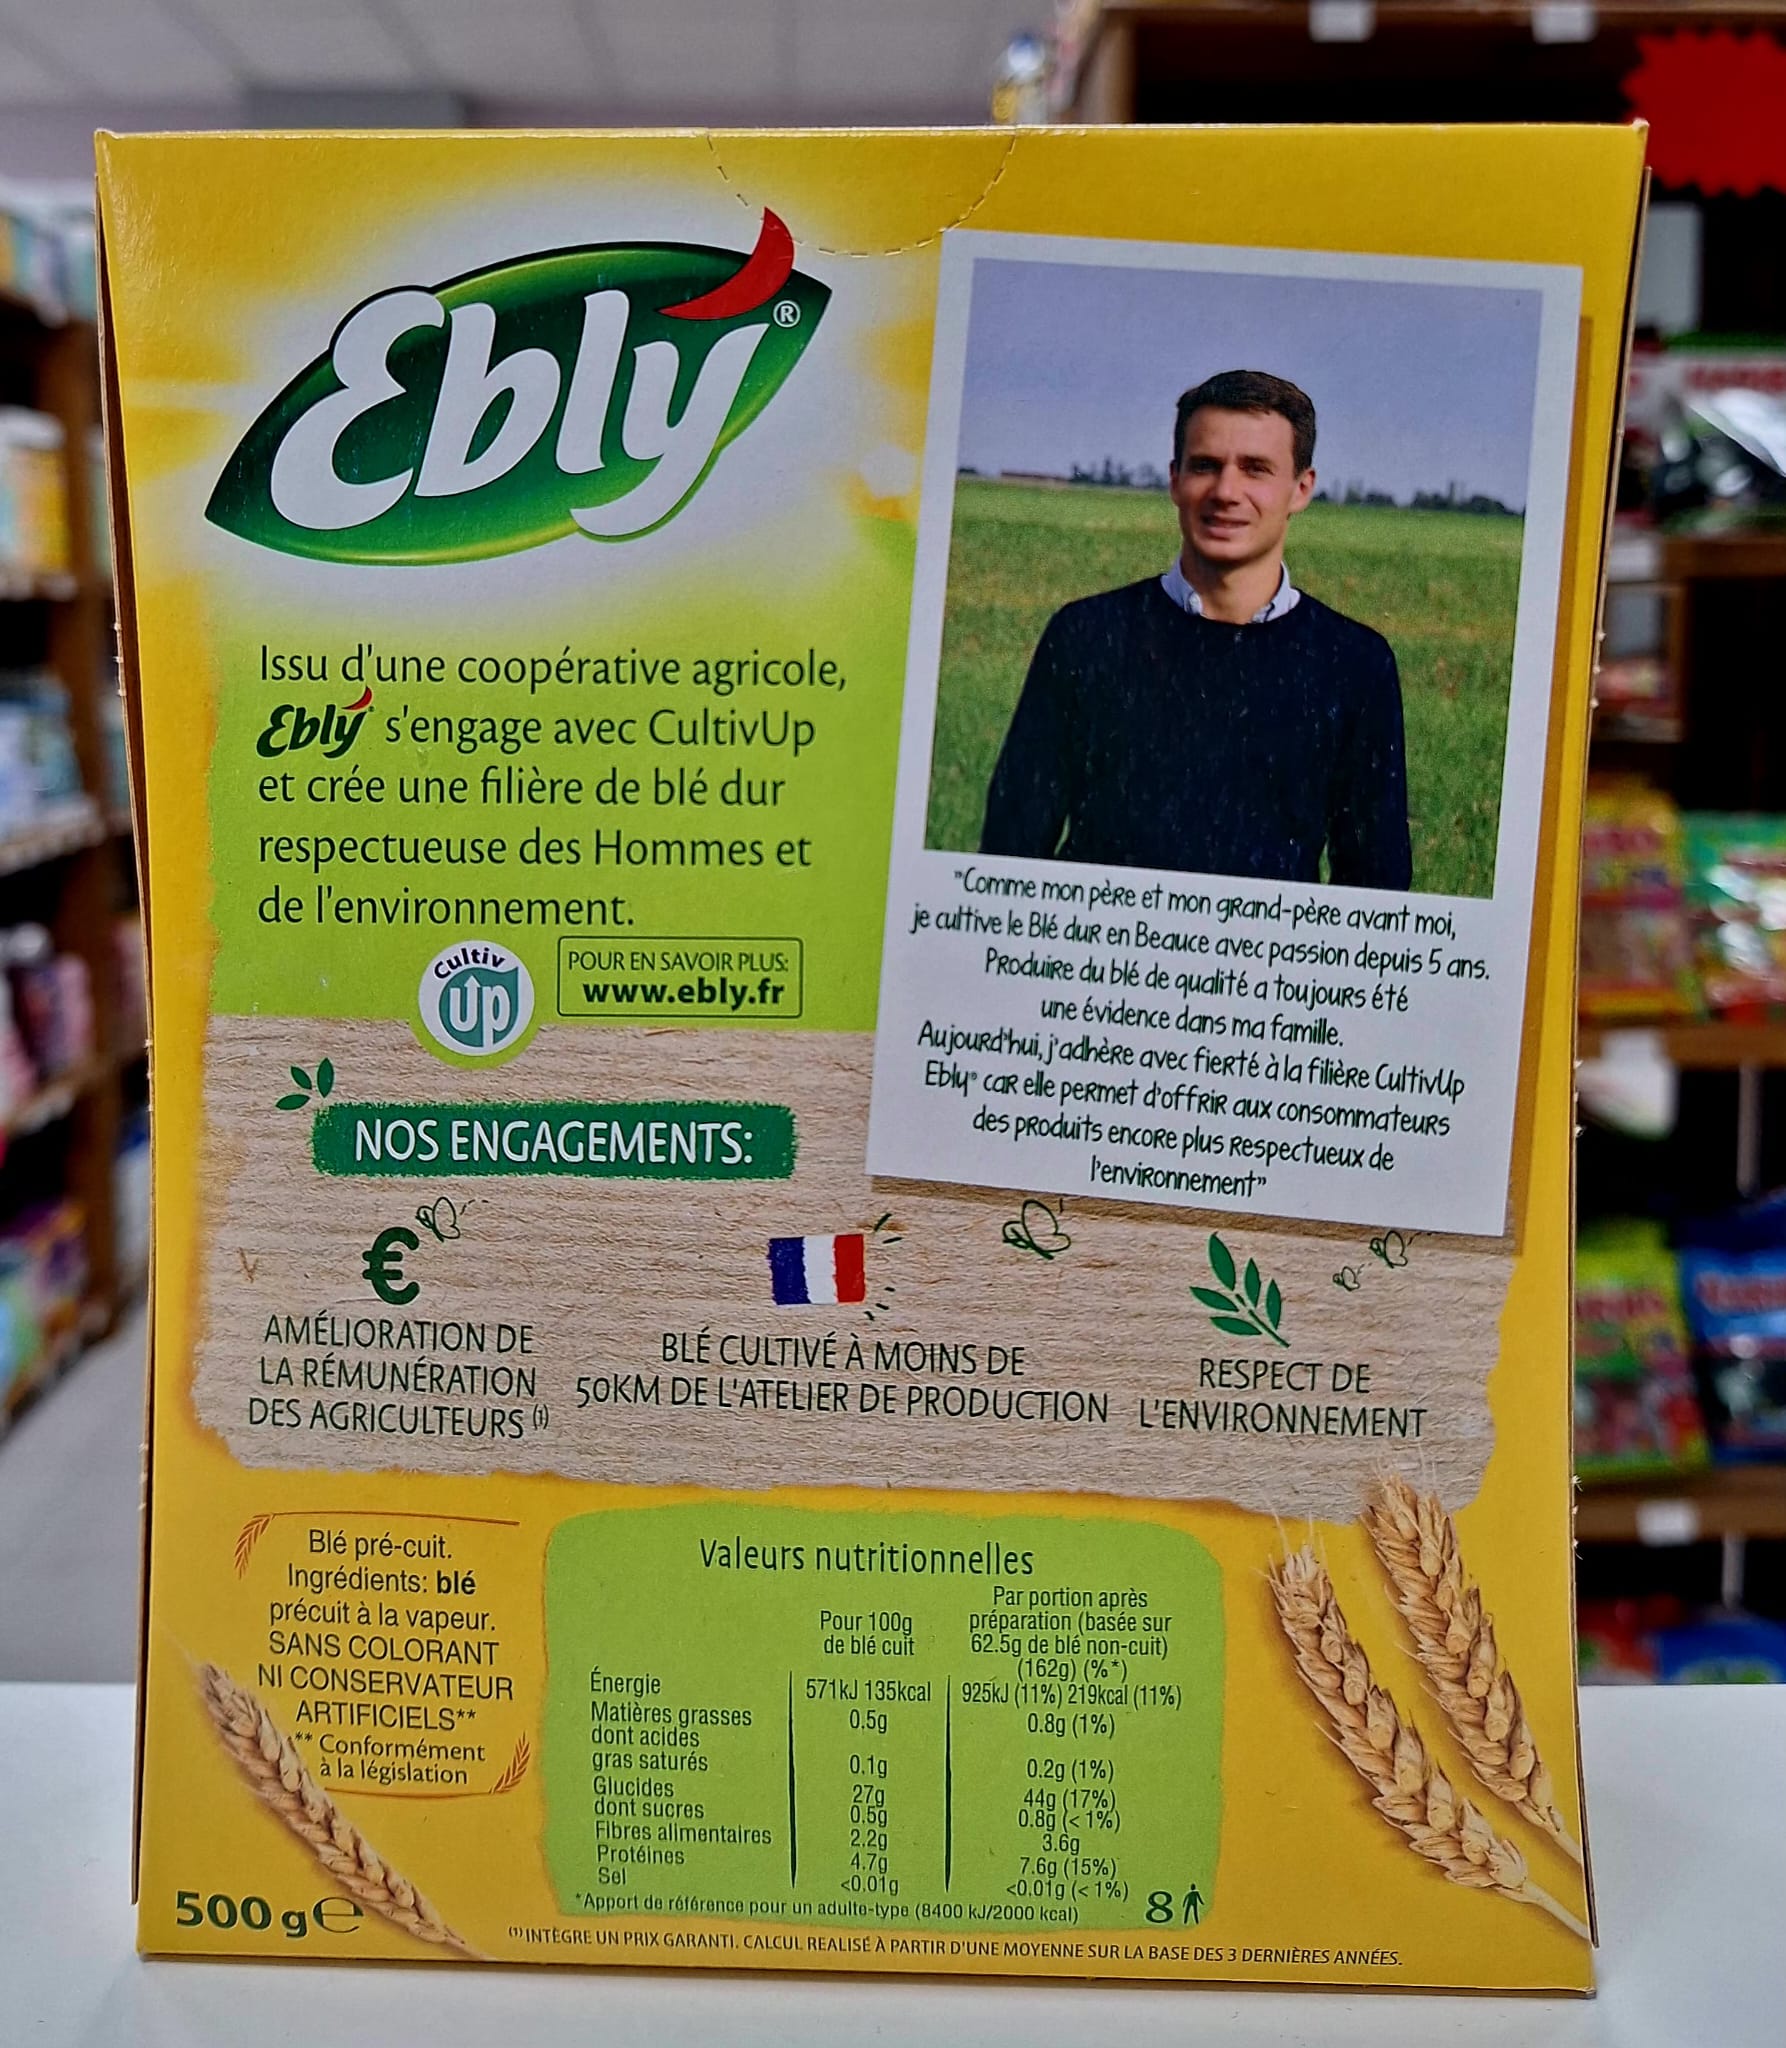 Ebly®
Issu d'une coopérative agricole,
Ebly® s'engage avec CultivUp
et crée une filière de blé dur
respectueuse des Hommes et
de l'environnement.
Cultiv
Up
POUR EN SAVOIR PLUS:
www.ebly.fr
"Comme mon père et mon grand-père avant moi,
je cultive le Blé dur en Beauce avec passion depuis 5 ans.
Produire du blé de qualité a toujours été
une évidence dans ma famille.
Aujourd'hui, j'adhère avec fierté à la filière CultivUp
Ebly® car elle permet d'offrir aux consommateurs
des produits encore plus respectueux de
l'environnement"
NOS ENGAGEMENTS:
€
AMÉLIORATION DE
LA RÉMUNÉRATION
DES AGRICULTEURS (1)
BLÉ CULTIVÉ À MOINS DE
50KM DE L'ATELIER DE PRODUCTION
RESPECT DE
L'ENVIRONNEMENT
Blé pré-cuit.
Ingrédients: blé
précuit à la vapeur.
SANS COLORANT
NI CONSERVATEUR
ARTIFICIELS**
** Conformément
à la législation
500 g e
Valeurs nutritionnelles
Pour 100g
de blé cuit
Par portion après
préparation (basée sur
62.5g de blé non-cuit)
(162g) (%*)
Énergie 571kJ 135kcal 925kJ (11%) 219kcal (11%)
Matières grasses 0.5g 0.8g (1%)
dont acides
gras saturés 0.1g 0.2g (1%)
Glucides 27g 44g (17%)
dont sucres 0.5g 0.8g (< 1%)
Fibres alimentaires 2.2g 3.6g
Protéines 4.7g 7.6g (15%)
Sel <0.01g <0.01g (< 1%)
*Apport de référence pour un adulte-type (8400 kJ/2000 kcal)
8
(1) INTÈGRE UN PRIX GARANTI. CALCUL REALISÉ À PARTIR D'UNE MOYENNE SUR LA BASE DES 3 DERNIÈRES ANNÉES.